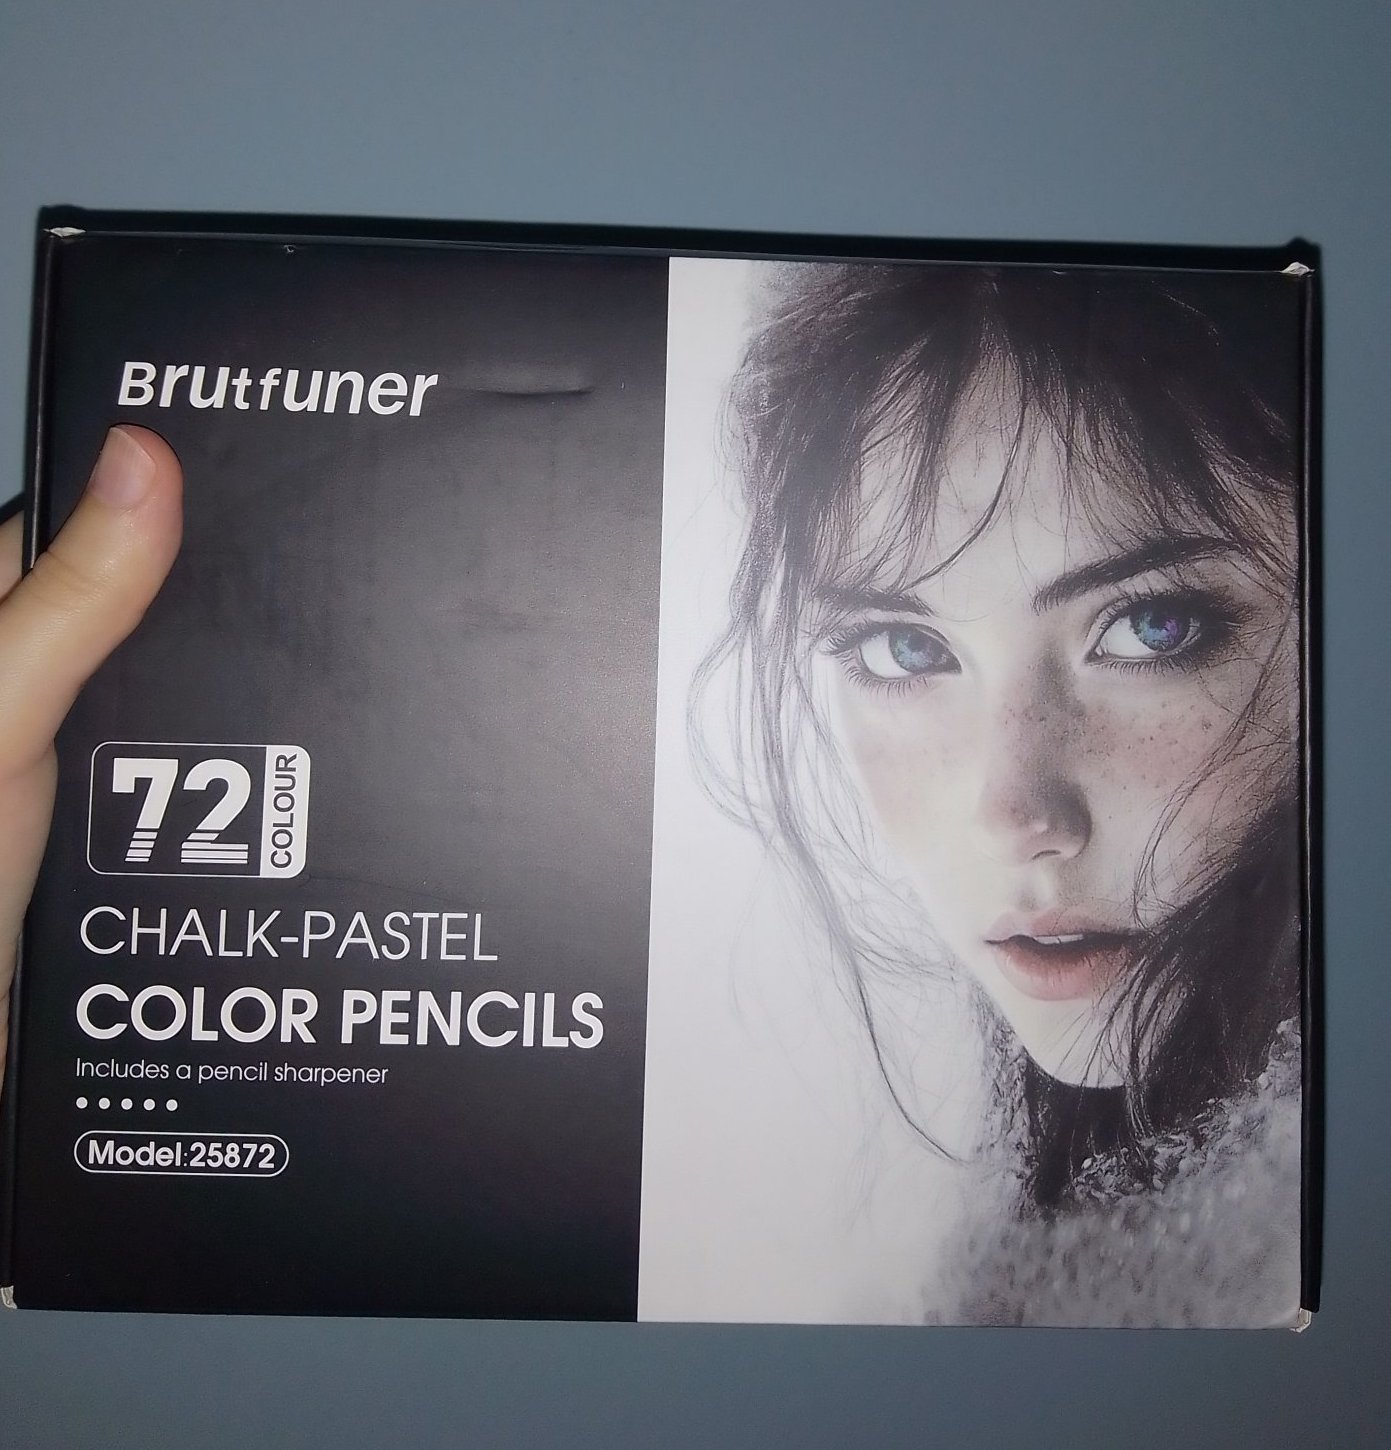 Brutfuner
72 COLOUR
CHALK-PASTEL
COLOR PENCILS
Includes a pencil sharpener
Model:25872